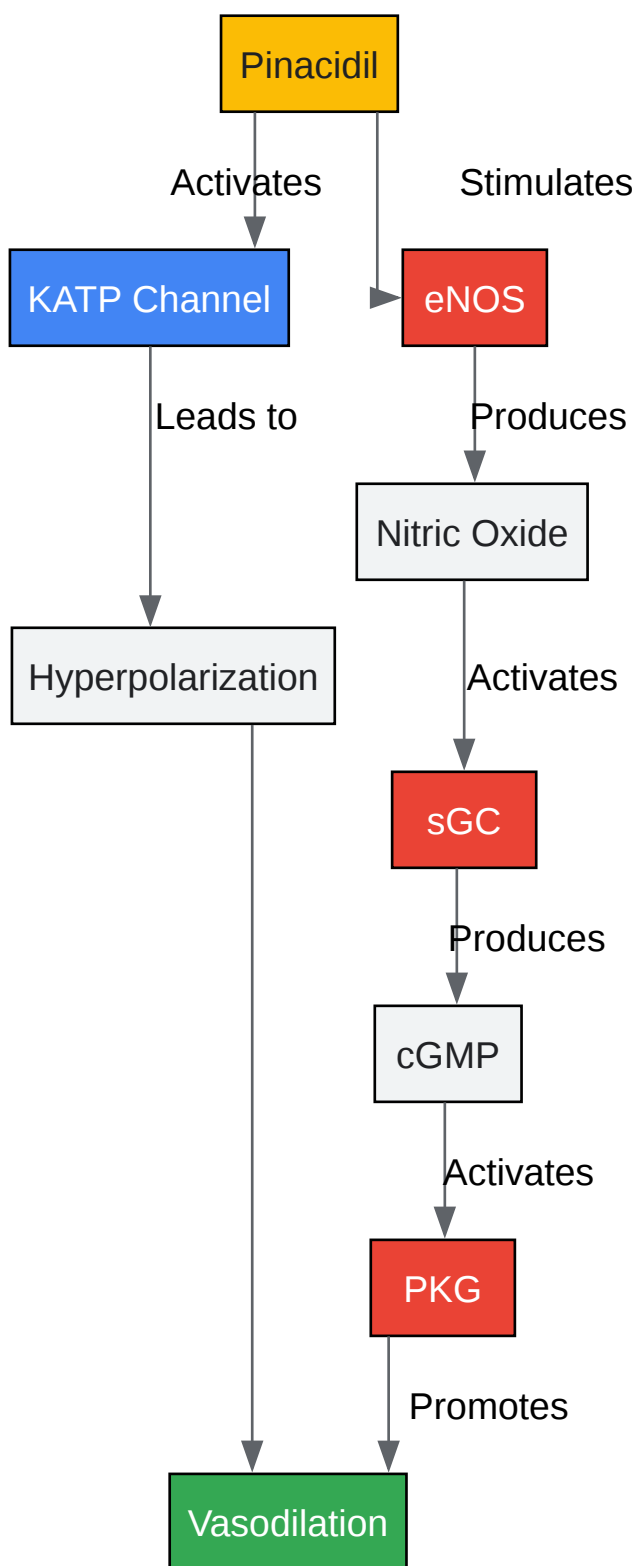 Pinacidil
Activates
Stimulates
KATP Channel
eNOS
Leads to
Produces
Nitric Oxide
Hyperpolarization
Activates
sGC
Produces
cGMP
Activates
PKG
Promotes
Vasodilation